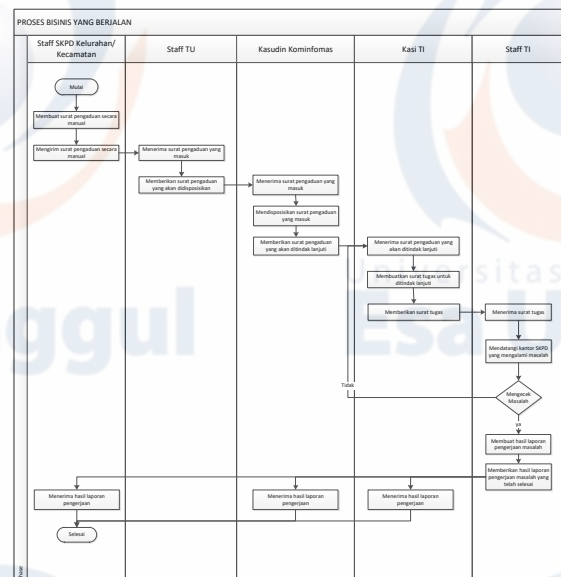 PROSES BISINIS YANG BERJALAN
Staff SKPD Kelurahan/
Kecamatan
Staff TU
Kasudin Kominfomas
Kasi TI
Staff TI
Mulai
Membuat surat pengaduan secara
manual
Mengirim surat pengaduan secara
manual
Menerima surat pengaduan yang
masuk
Memberikan surat pengaduan
yang akan didisposisikan
Menerima surat pengaduan yang
masuk
Mendisposisikan surat pengaduan
yang masuk
Memberikan surat pengaduan
yang akan ditindak lanjuti
Menerima surat pengaduan yang
akan ditindak lanjuti
Membuatkan surat tugas untuk
ditindak lanjuti
Memberikan surat tugas
Menerima surat tugas
Mendatangi kantor SKPD
yang mengalami masalah
Mengecek
Masalah
Tidak
ya
Membuat hasil laporan
pengerjaan masalah
Memberikan hasil laporan
pengerjaan masalah yang
telah selesai
Menerima hasil laporan
pengerjaan
Menerima hasil laporan
pengerjaan
Menerima hasil laporan
pengerjaan
Selesai
Universitas
Esa U
ggul